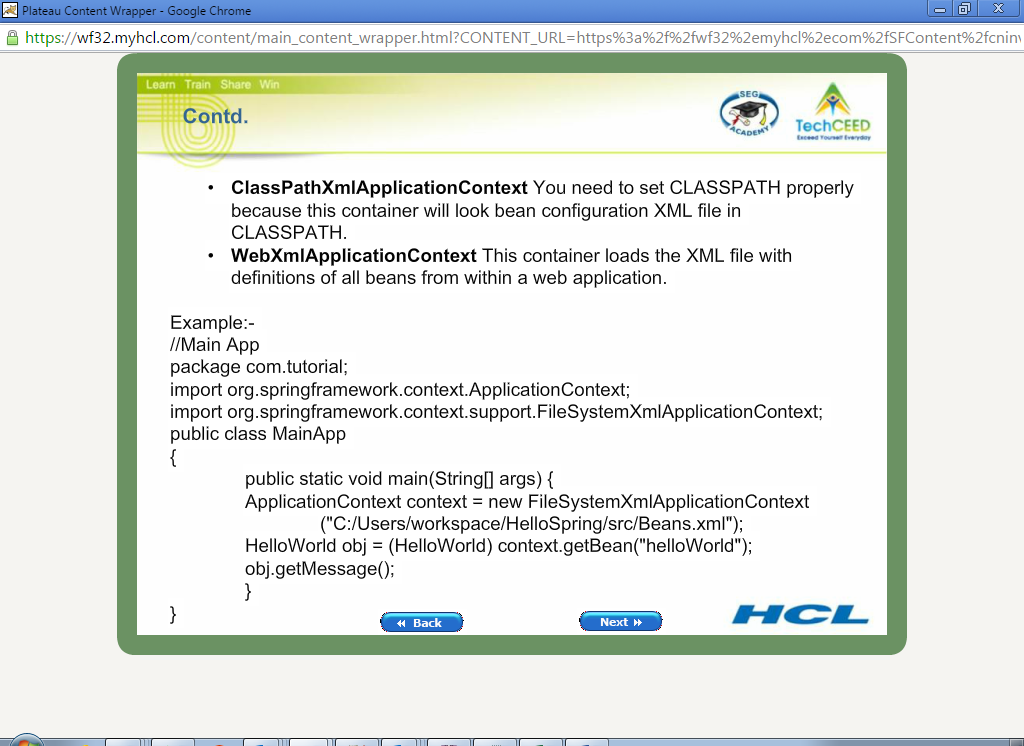 Plateau Content Wrapper - Google Chrome
https://wf32.myhcl.com/content/main_content_wrapper.html?CONTENT_URL=https%3a%2f%2fwf32%2emyhcl%2ecom%2fSFContent%2fcninv
Learn Train Share Win
Contd.
SEG
ACADEMY
TechCEED
Exceed Yourself Everyday
• ClassPathXmlApplicationContext You need to set CLASSPATH properly
because this container will look bean configuration XML file in
CLASSPATH.
• WebXmlApplicationContext This container loads the XML file with
definitions of all beans from within a web application.
Example:-
//Main App
package com.tutorial;
import org.springframework.context.ApplicationContext;
import org.springframework.context.support.FileSystemXmlApplicationContext;
public class MainApp
{
public static void main(String[] args) {
ApplicationContext context = new FileSystemXmlApplicationContext
("C:/Users/workspace/HelloSpring/src/Beans.xml");
HelloWorld obj = (HelloWorld) context.getBean("helloWorld");
obj.getMessage();
}
}
Back
Next
HCL